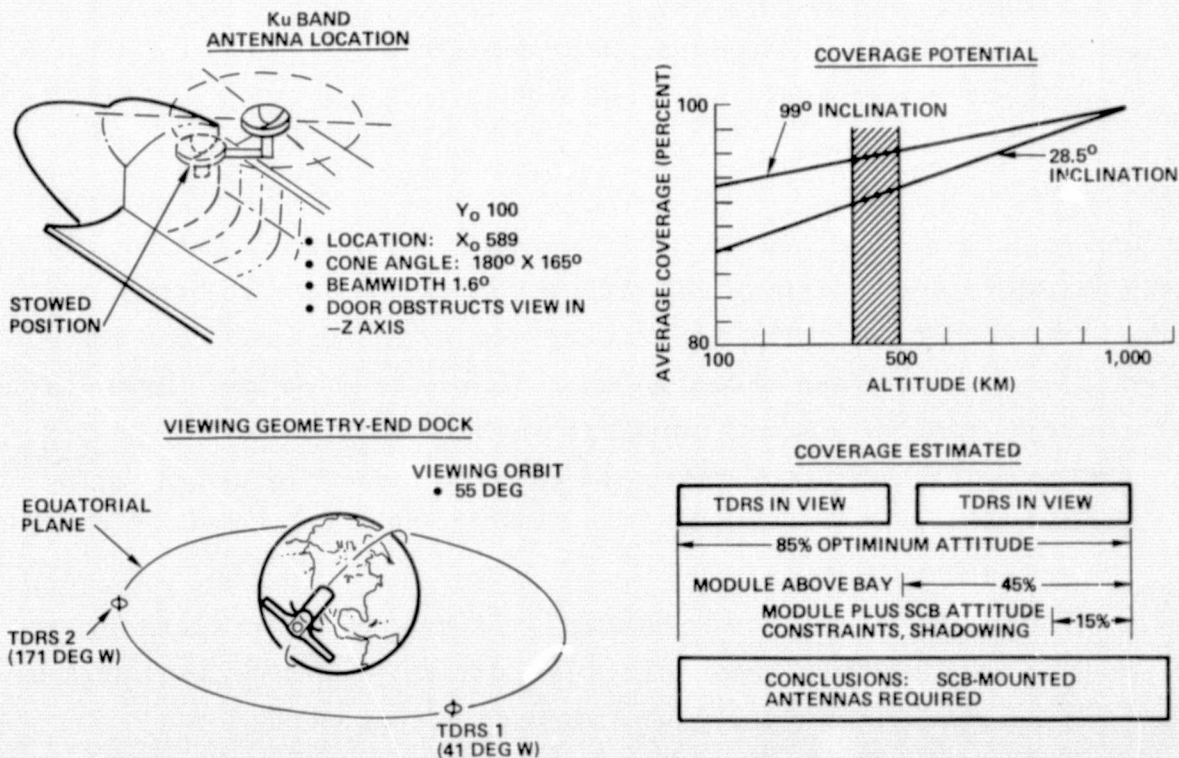 Ku BAND
ANTENNA LOCATION
STOWED
POSITION
Y₀ 100
• LOCATION: X₀ 589
• CONE ANGLE: 180° X 165°
• BEAMWIDTH 1.6°
• DOOR OBSTRUCTS VIEW IN
–Z AXIS
COVERAGE POTENTIAL
AVERAGE COVERAGE (PERCENT)
100
80
99° INCLINATION
28.5°
INCLINATION
100
500
1,000
ALTITUDE (KM)
VIEWING GEOMETRY-END DOCK
VIEWING ORBIT
• 55 DEG
EQUATORIAL
PLANE
TDRS 2
(171 DEG W)
TDRS 1
(41 DEG W)
COVERAGE ESTIMATED
TDRS IN VIEW
TDRS IN VIEW
85% OPTIMINUM ATTITUDE
MODULE ABOVE BAY
45%
MODULE PLUS SCB ATTITUDE
CONSTRAINTS, SHADOWING
15%
CONCLUSIONS: SCB-MOUNTED
ANTENNAS REQUIRED